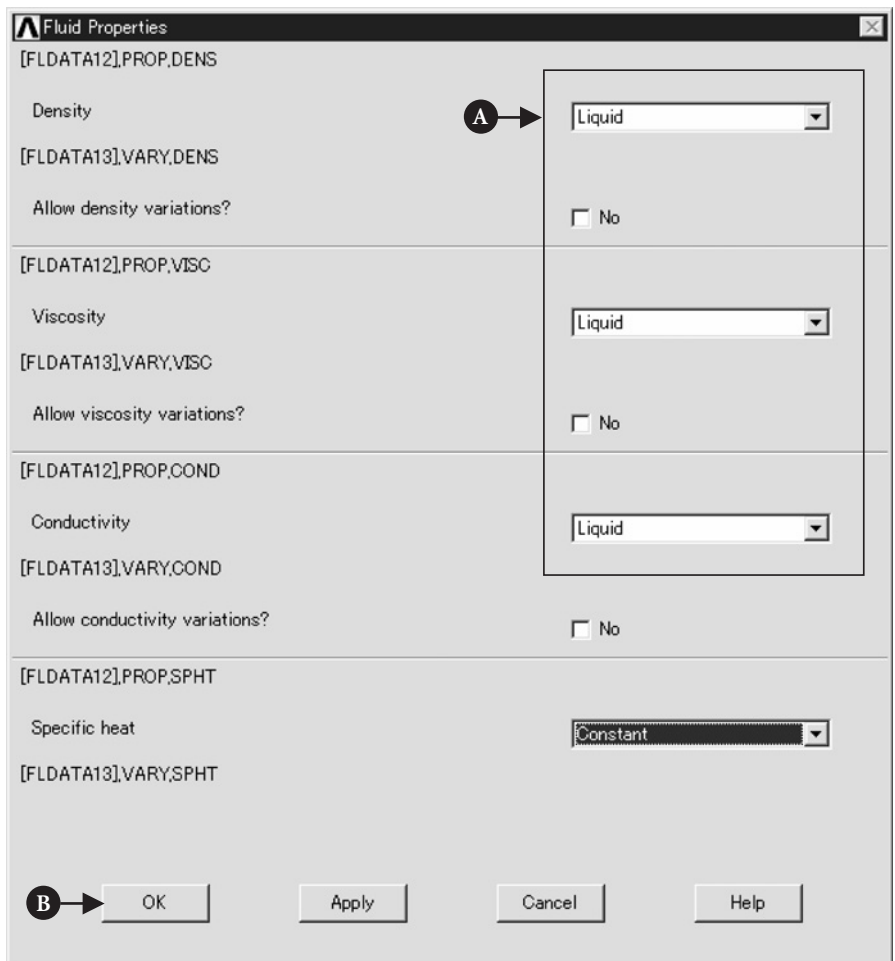 Fluid Properties
[FLDATA12],PROP,DENS
Density
A
Liquid
[FLDATA13],VARY,DENS
Allow density variations?
No
[FLDATA12],PROP,VISC
Viscosity
Liquid
[FLDATA13],VARY,VISC
Allow viscosity variations?
No
[FLDATA12],PROP,COND
Conductivity
Liquid
[FLDATA13],VARY,COND
Allow conductivity variations?
No
[FLDATA12],PROP,SPHT
Specific heat
Constant
[FLDATA13],VARY,SPHT
B
OK
Apply
Cancel
Help